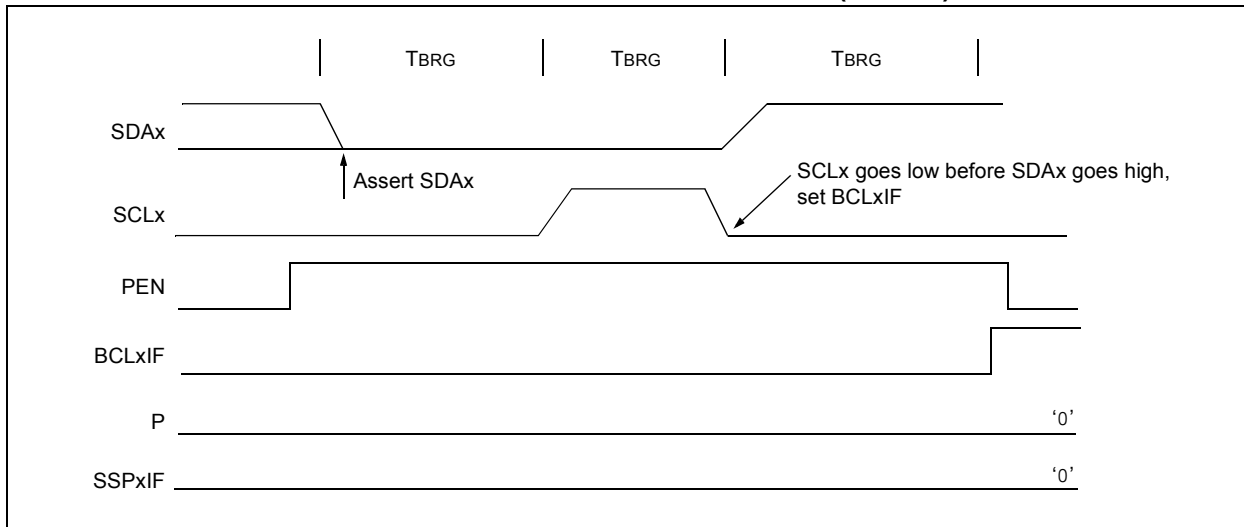 TBRG TBRG TBRG
SDAx
Assert SDAx
SCLx goes low before SDAx goes high,
set BCLxIF
SCLx
PEN
BCLxIF
P ‘0’
SSPxIF ‘0’